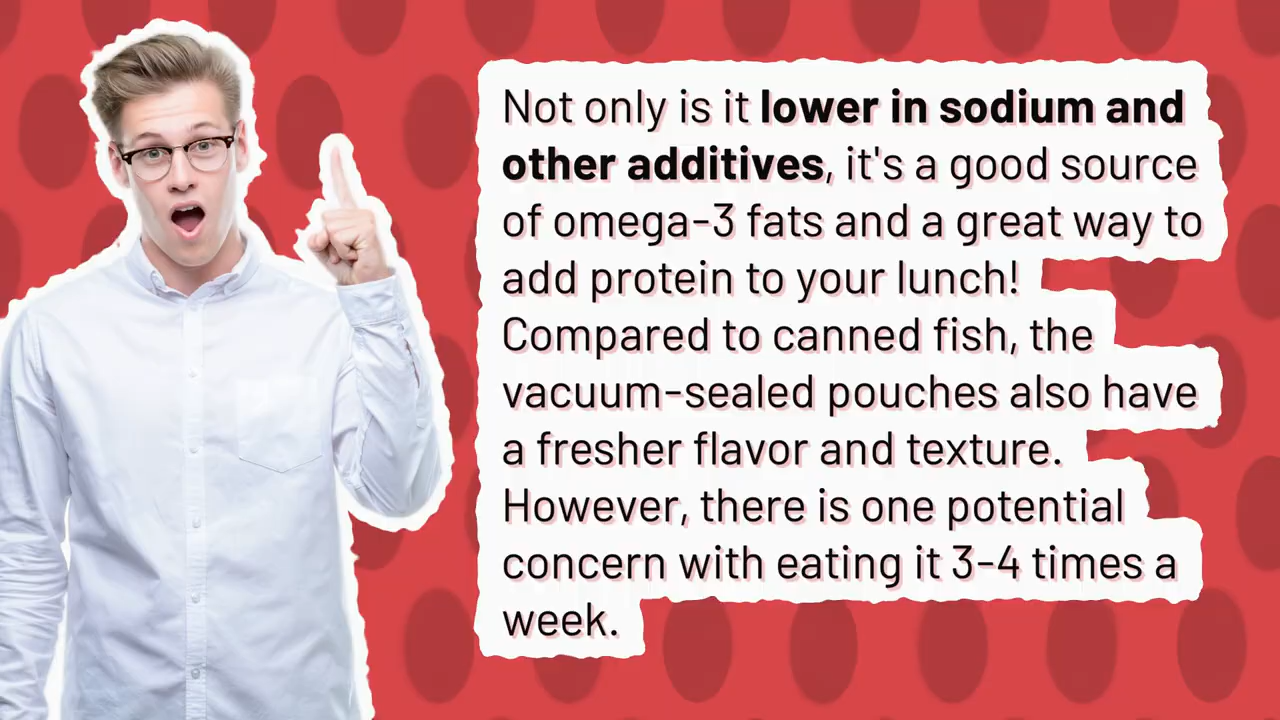 Not only is it lower in sodium and
other additives, it's a good source
of omega-3 fats and a great way to
add protein to your lunch!
Compared to canned fish, the
vacuum-sealed pouches also have
a fresher flavor and texture.
However, there is one potential
concern with eating it 3-4 times a
week.